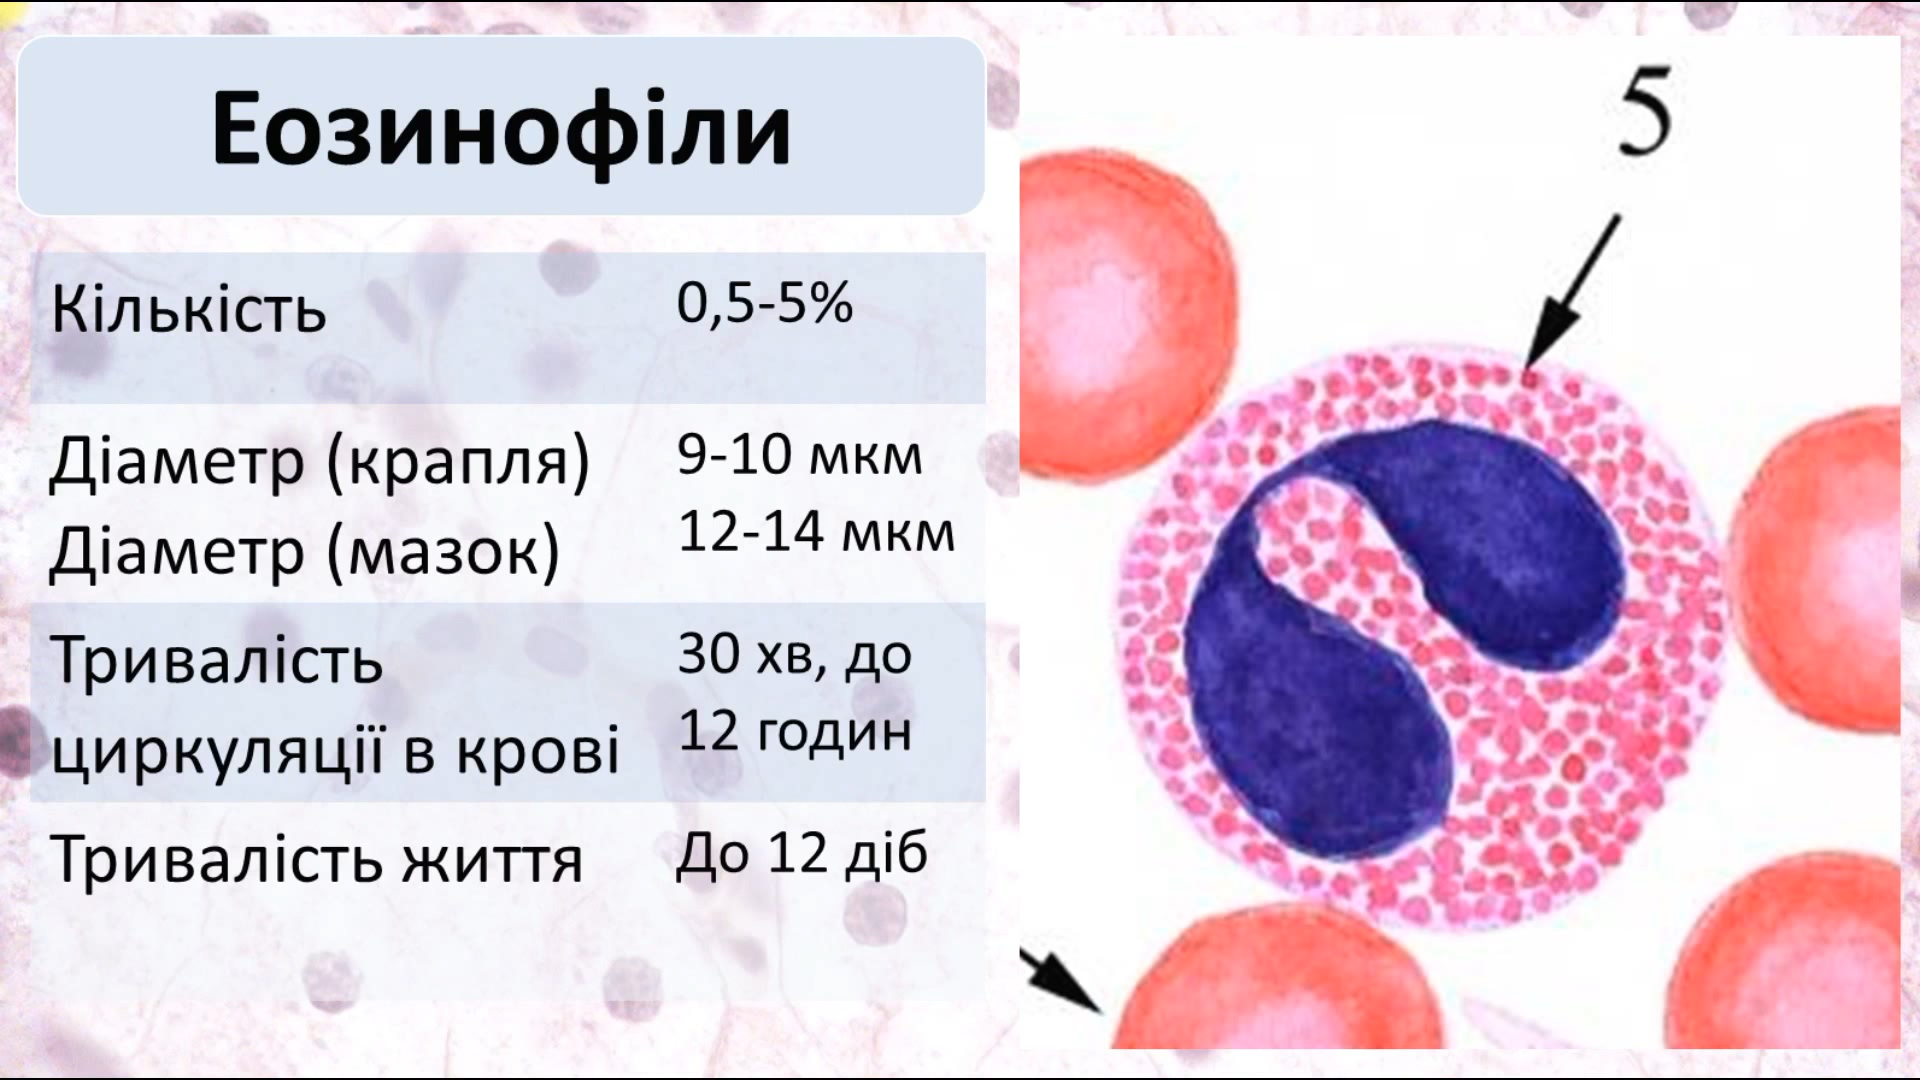 Еозинофіли
Кількість
0,5-5%
Діаметр (крапля)
Діаметр (мазок)
9-10 мкм
12-14 мкм
Тривалість
циркуляції в крові
30 хв, до
12 годин
Тривалість життя
До 12 діб
5